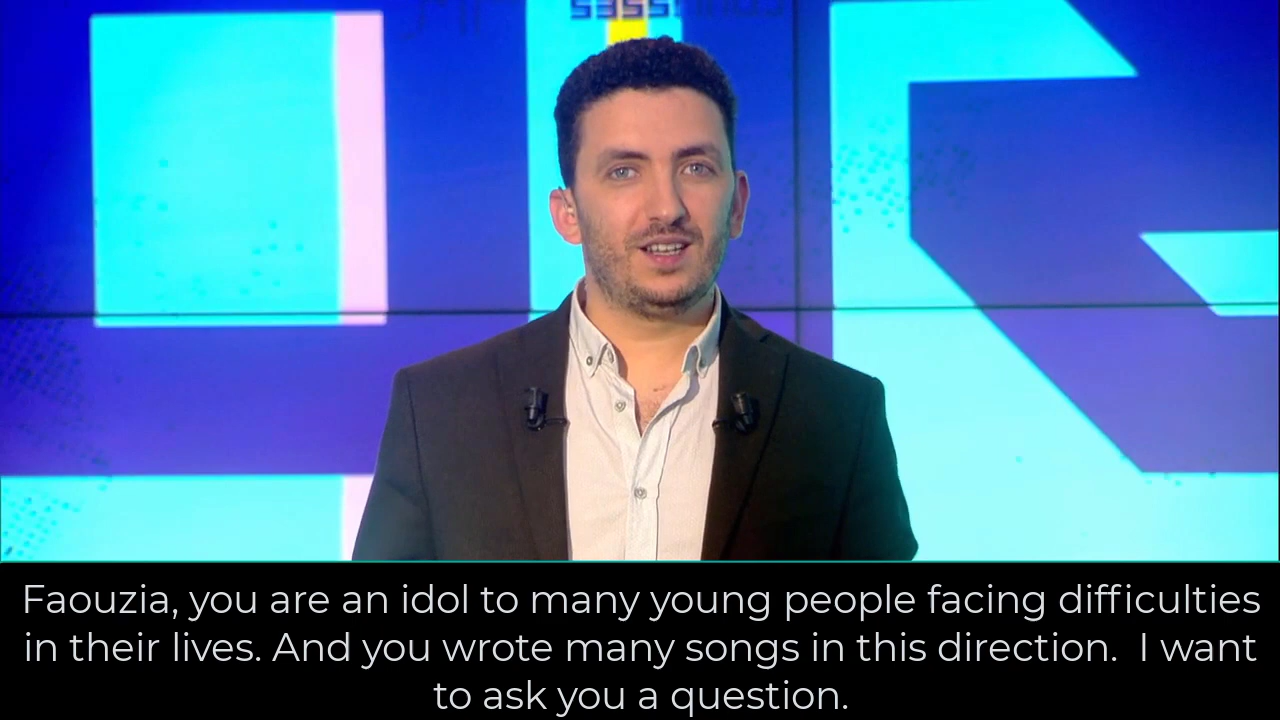 Faouzia, you are an idol to many young people facing difficulties
in their lives. And you wrote many songs in this direction.  I want
to ask you a question.